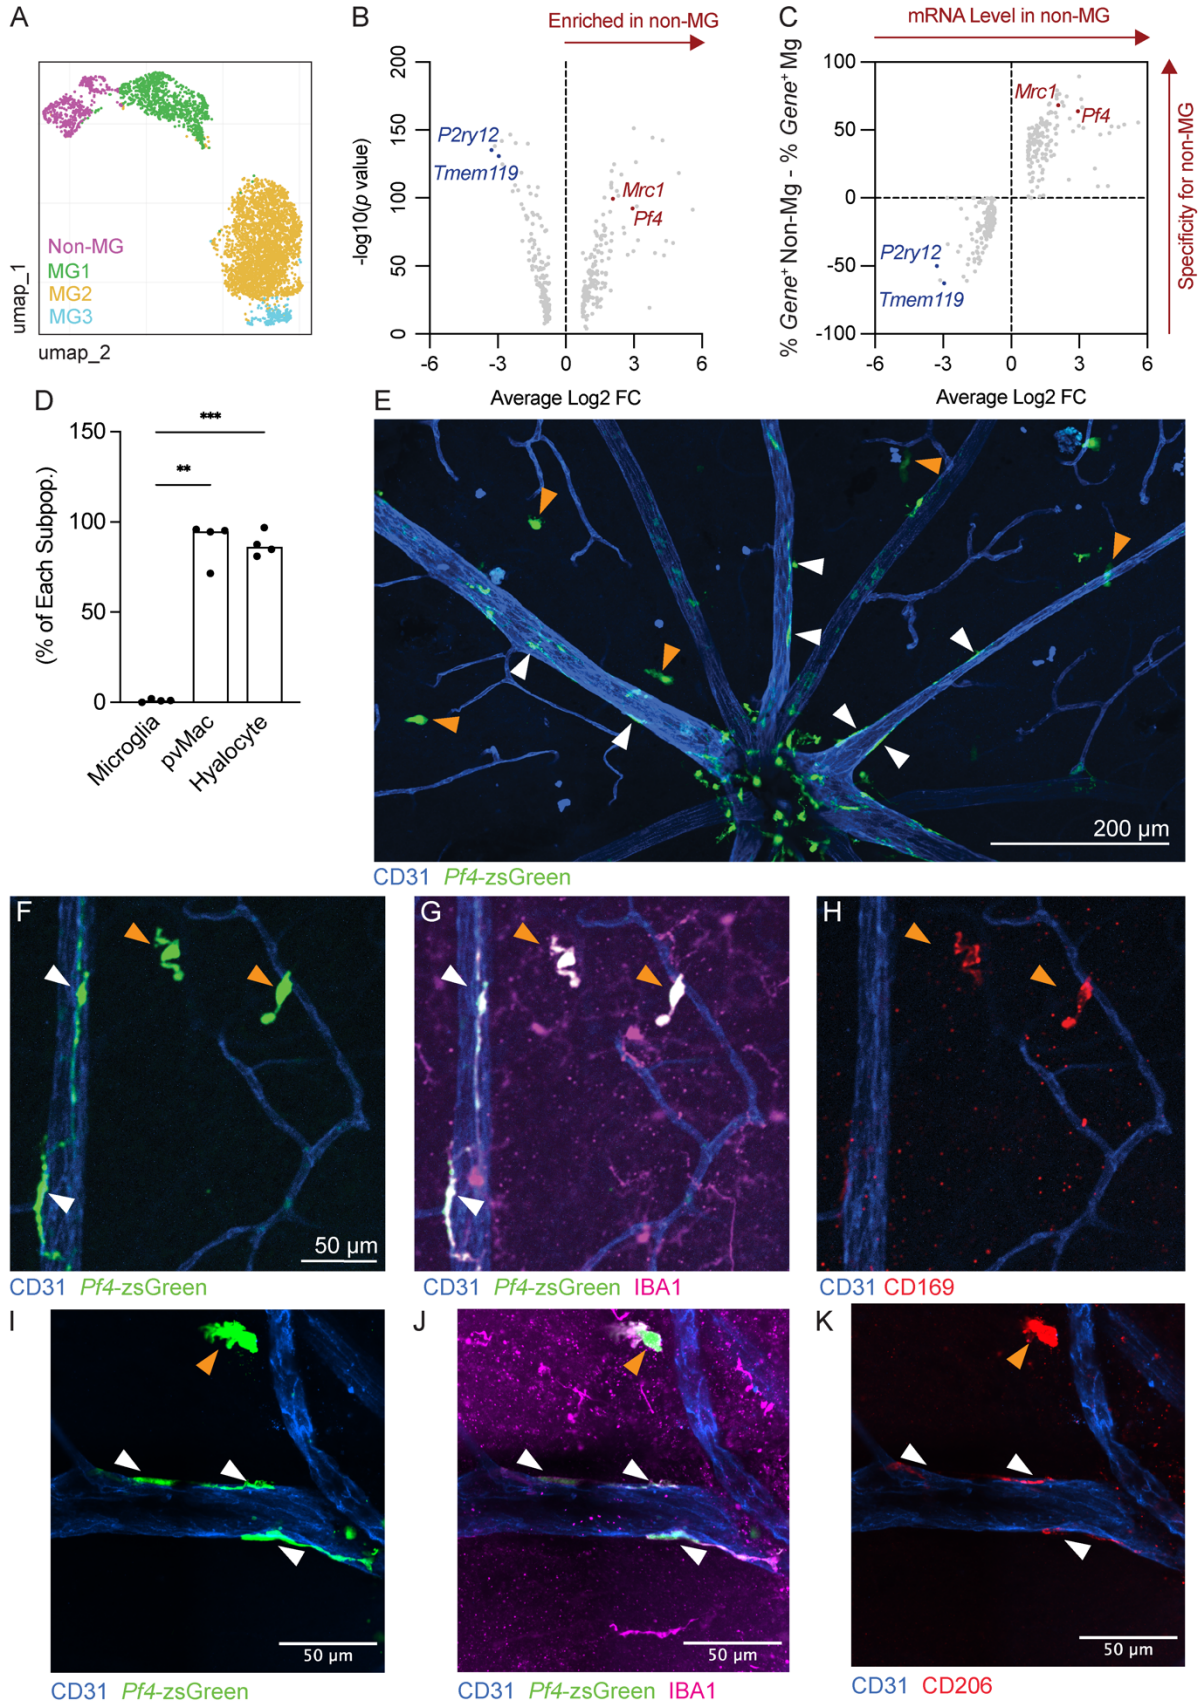 A
Non-MG
MG1
MG2
MG3
umap_1
umap_2
B
Enriched in non-MG
200
150
100
50
0
-log10(p value)
P2ry12
Tmem119
Mrc1
Pf4
-6 -3 0 3 6
Average Log2 FC
C
mRNA Level in non-MG
% Gene+ Non-Mg - % Gene+ Mg
100
50
0
-50
-100
Mrc1
Pf4
P2ry12
Tmem119
-6 -3 0 3 6
Average Log2 FC
Specificity for non-MG
D
150
100
50
0
(% of Each Subpop.)
***
**
Microglia
pvMac
Hyalocyte
E
200 µm
CD31 Pf4-zsGreen
F
50 µm
CD31 Pf4-zsGreen
G
CD31 Pf4-zsGreen IBA1
H
CD31 CD169
I
50 µm
CD31 Pf4-zsGreen
J
50 µm
CD31 Pf4-zsGreen IBA1
K
50 µm
CD31 CD206